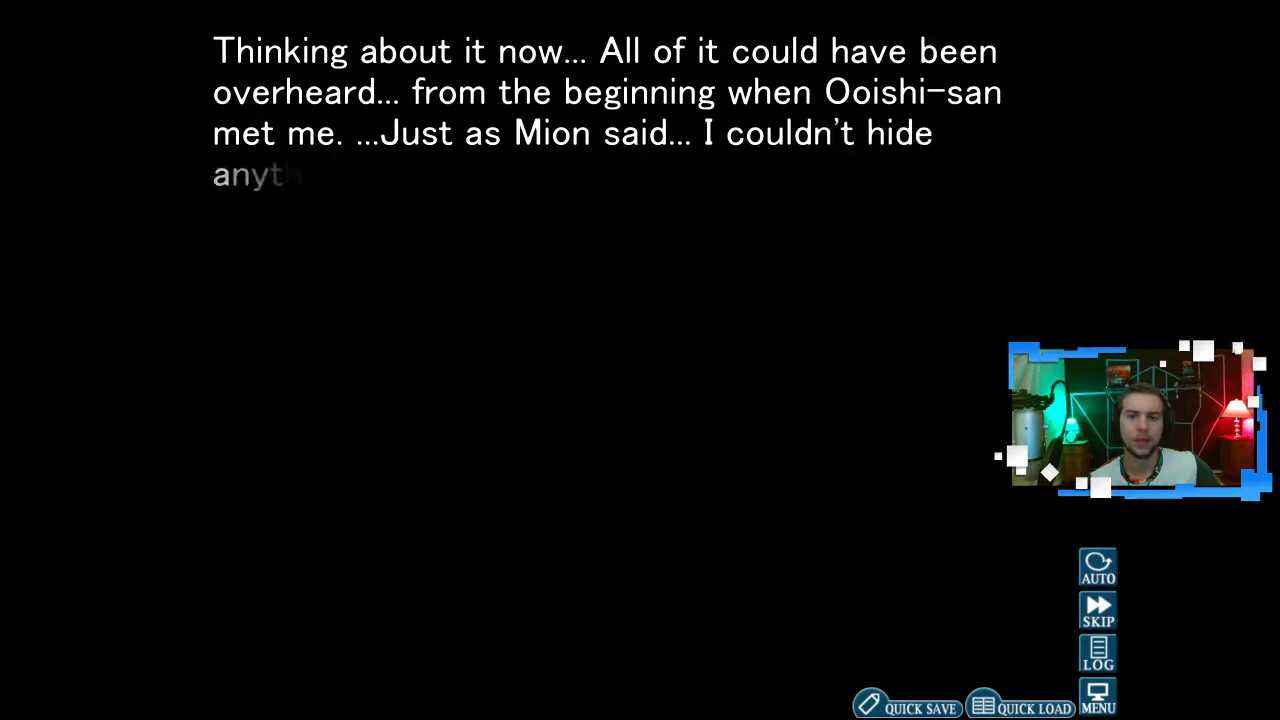 Thinking about it now... All of it could have been
overheard... from the beginning when Ooishi-san
met me. ...Just as Mion said... I couldn't hide
anyth
AUTO
SKIP
LOG
MENU
QUICK SAVE
QUICK LOAD